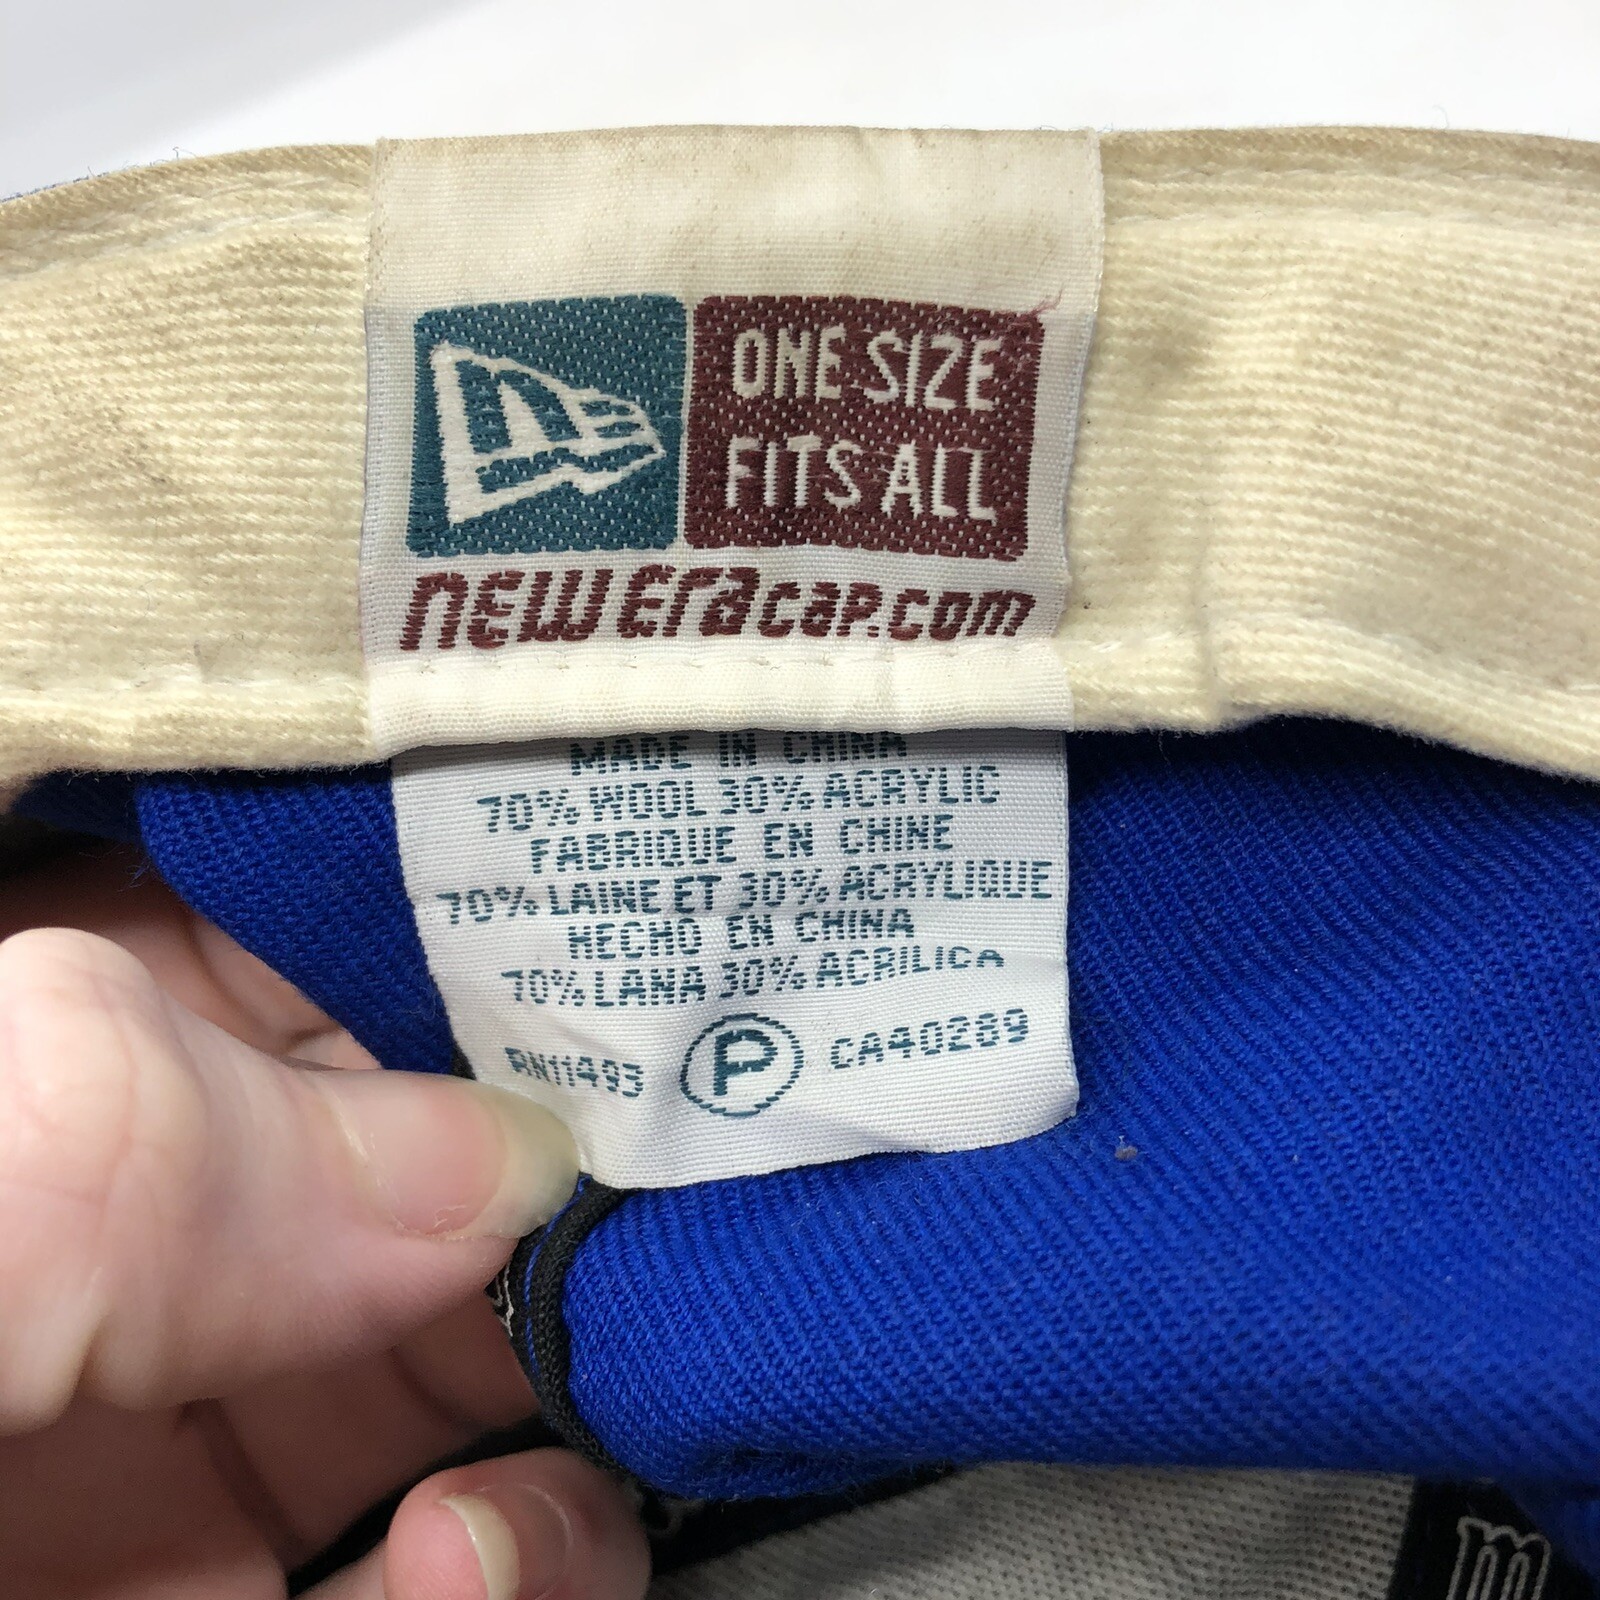 ONE SIZE
FITS ALL
newEracap.com
MADE IN CHINA
70% WOOL 30% ACRYLIC
FABRIQUE EN CHINE
70% LAINE ET 30% ACRYLIQUE
HECHO EN CHINA
70% LANA 30% ACRILICA
RN11493 P CA40289
m